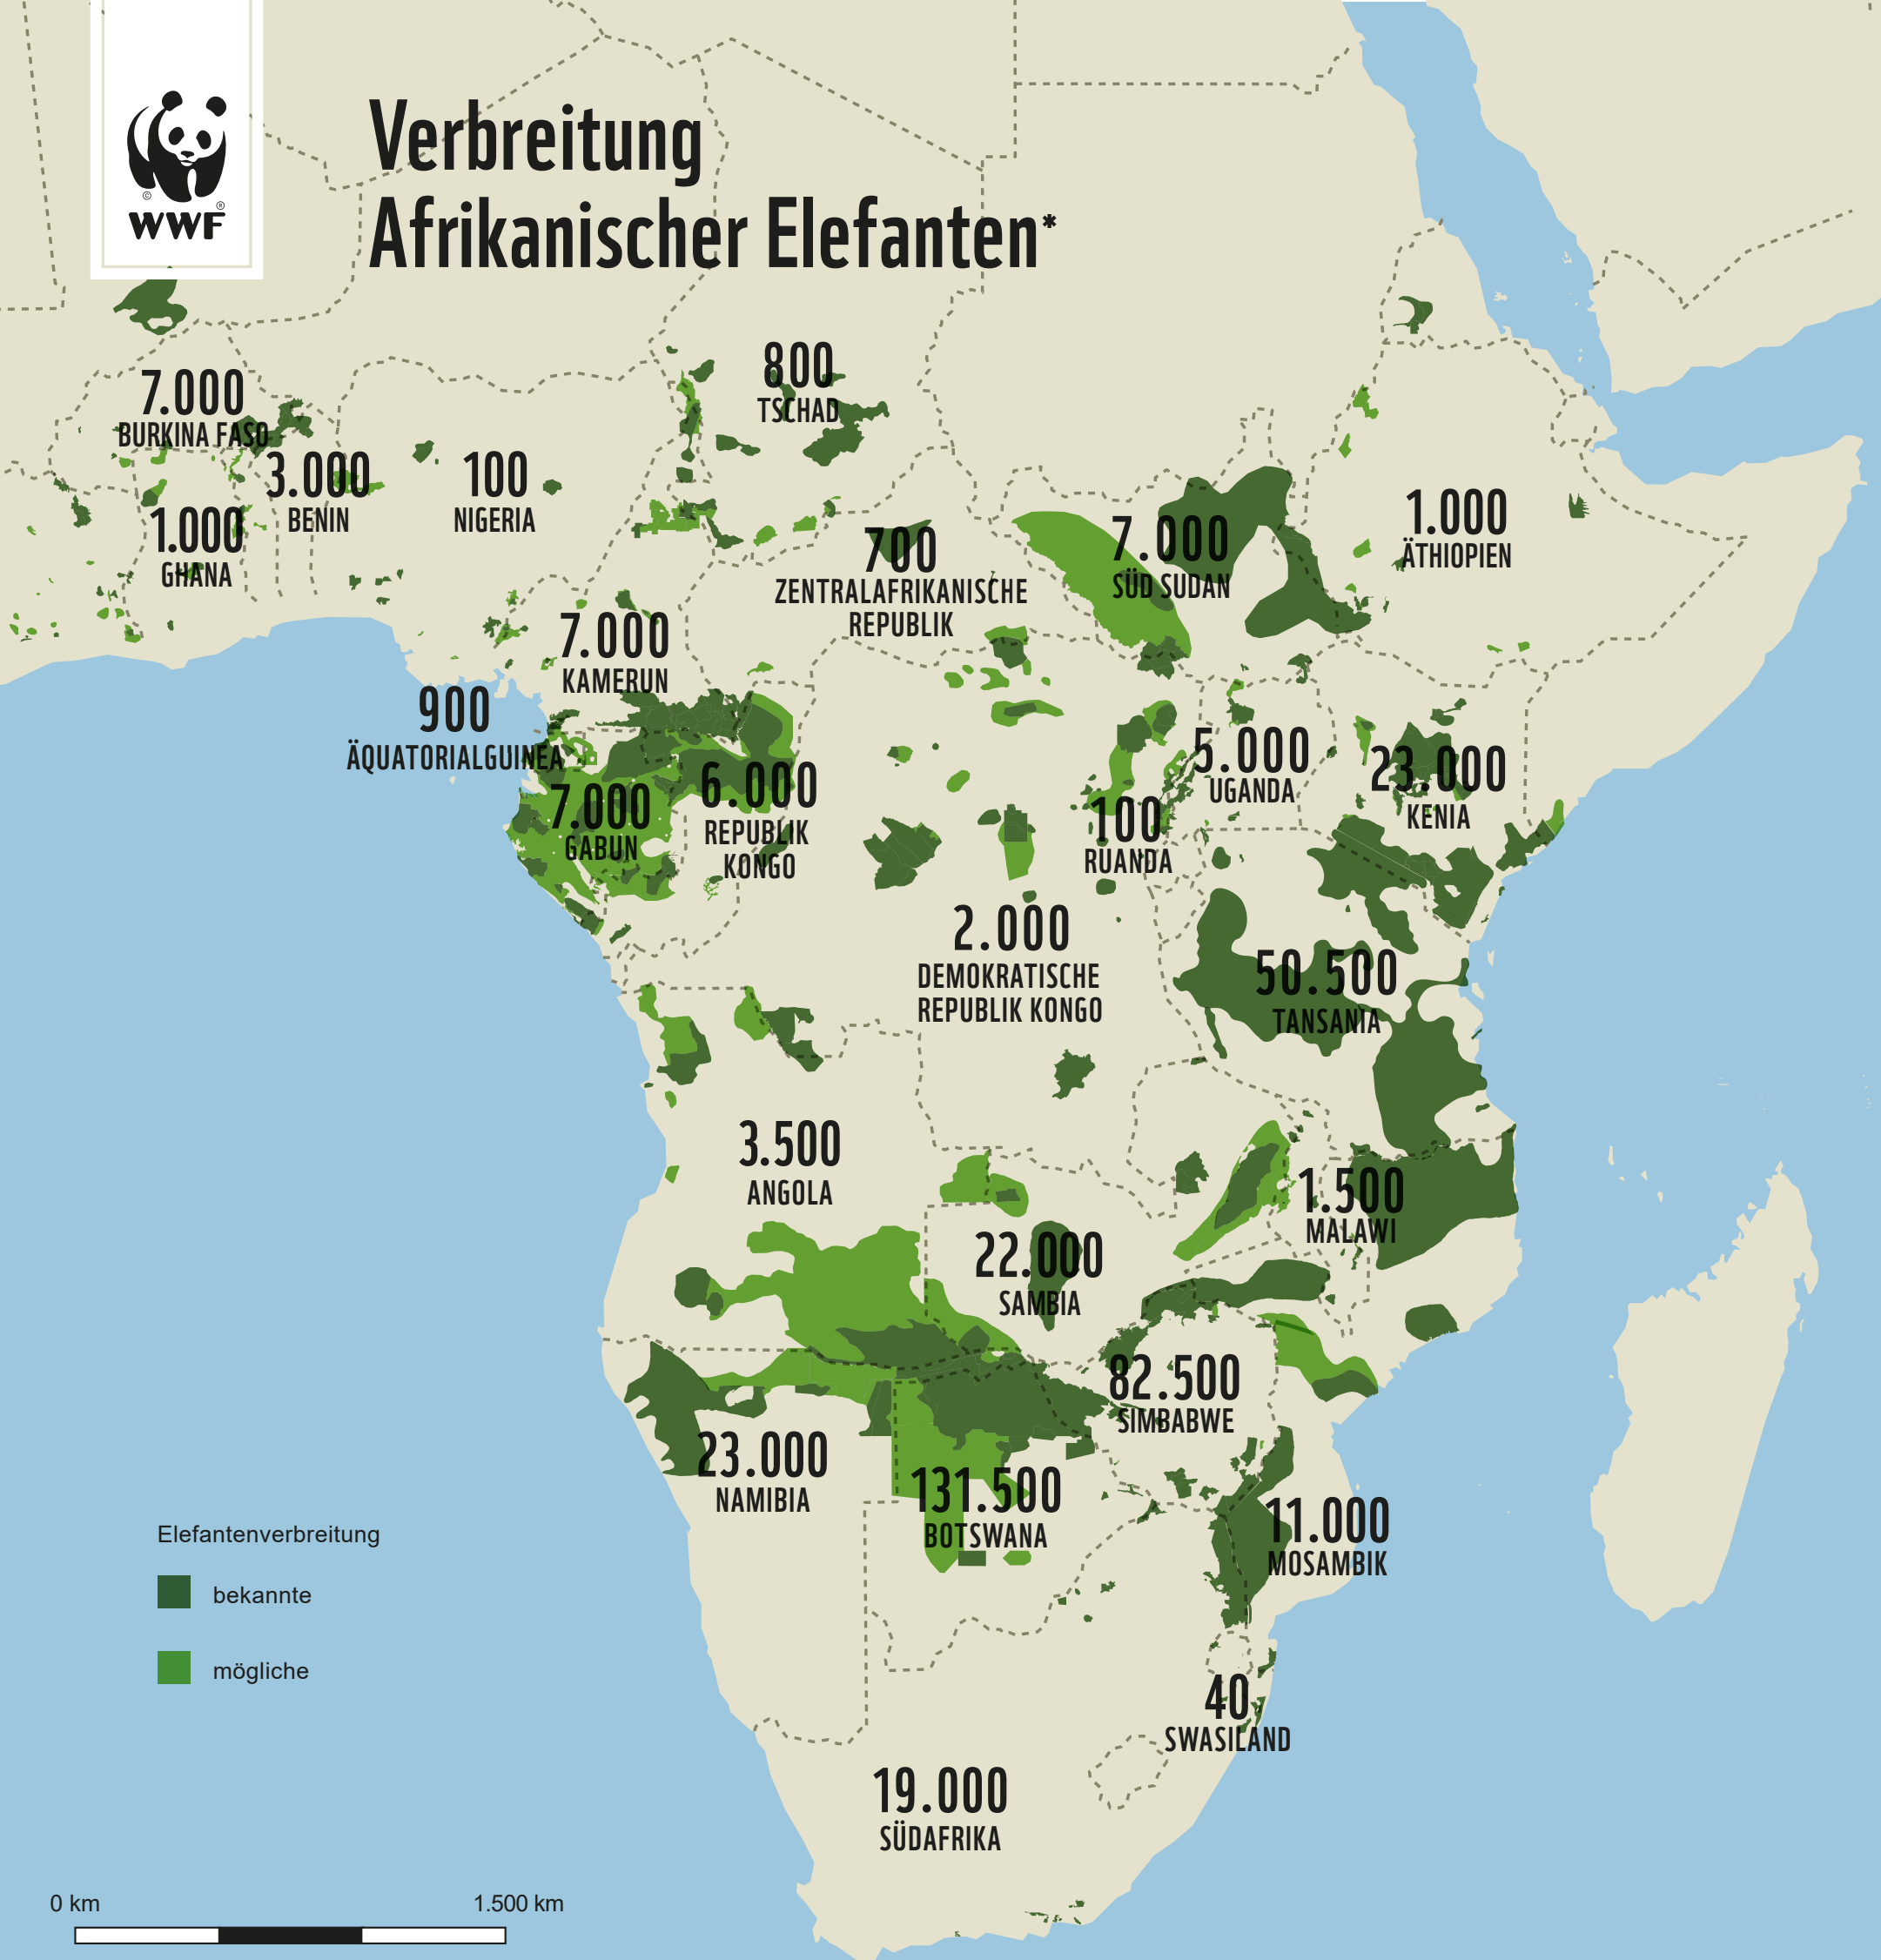 WWF
Verbreitung
Afrikanischer Elefanten*
800
TSCHAD
7.000
BURKINA FASO
3.000
BENIN
100
NIGERIA
1.000
GHANA
700
ZENTRALAFRIKANISCHE
REPUBLIK
7.000
SÜD SUDAN
1.000
ÄTHIOPIEN
7.000
KAMERUN
900
ÄQUATORIALGUINEA
7.000
GABUN
6.000
REPUBLIK
KONGO
5.000
UGANDA
23.000
KENIA
100
RUANDA
2.000
DEMOKRATISCHE
REPUBLIK KONGO
50.500
TANSANIA
3.500
ANGOLA
1.500
MALAWI
22.000
SAMBIA
82.500
SIMBABWE
23.000
NAMIBIA
131.500
BOTSWANA
11.000
MOSAMBIK
Elefantenverbreitung
bekannte
mögliche
40
SWASILAND
19.000
SÜDAFRIKA
0 km 1.500 km